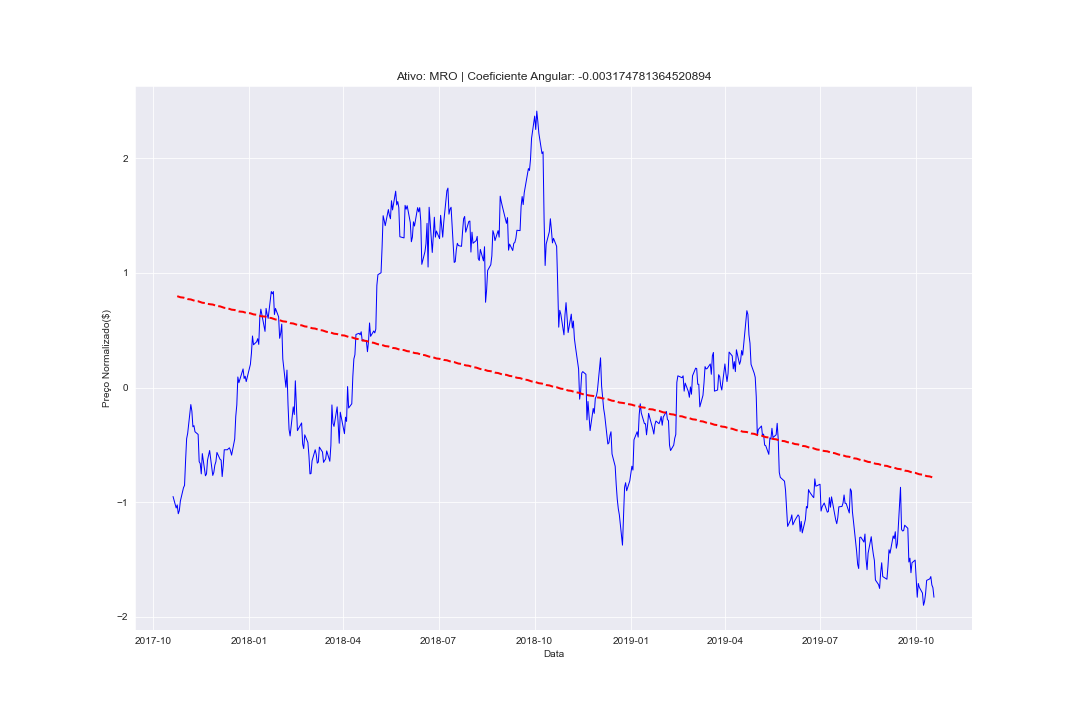 Ativo: MRO | Coeficiente Angular: -0.003174781364520894
Preço Normalizado($)
2
1
0
−1
−2
2017-10 2018-01 2018-04 2018-07 2018-10 2019-01 2019-04 2019-07 2019-10
Data